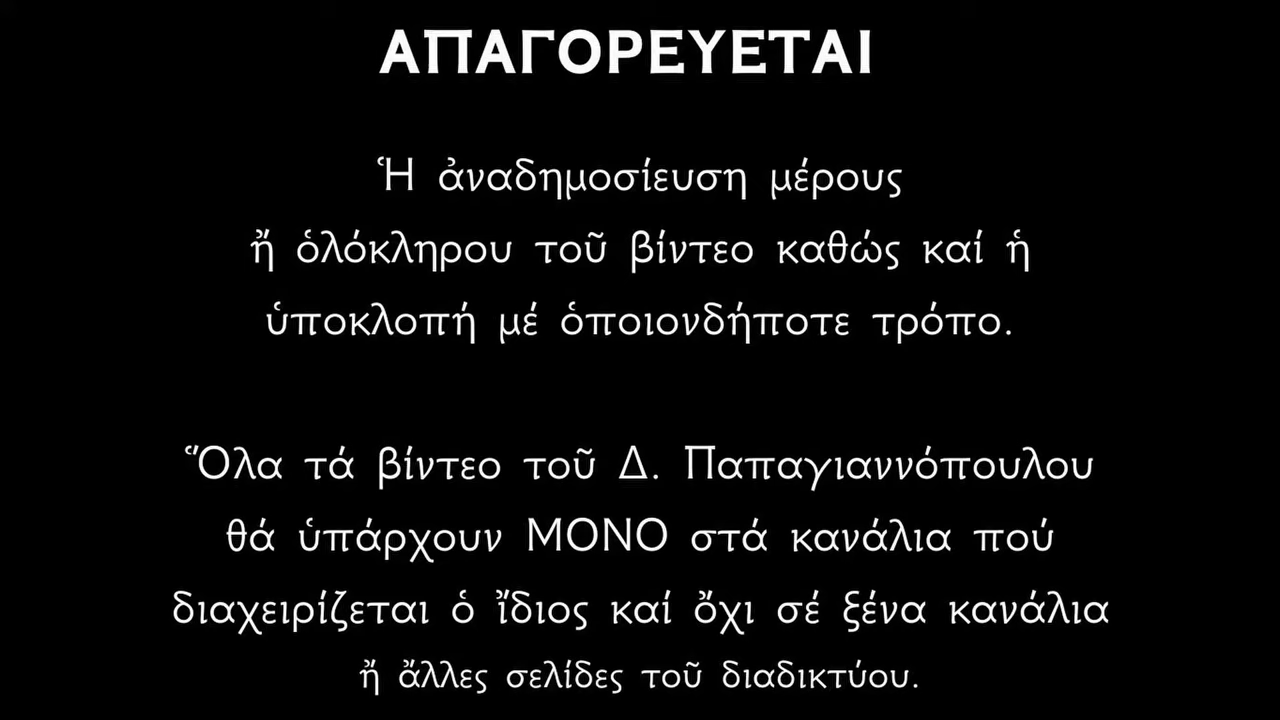 ΑΠΑΓΟΡΕΥΕΤΑΙ
Ἡ ἀναδημοσίευση μέρους
ἤ ὁλόκληρου τοῦ βίντεο καθώς καί ἡ
ὑποκλοπή μέ ὁποιονδήποτε τρόπο.
Ὅλα τά βίντεο τοῦ Δ. Παπαγιαννόπουλου
θά ὑπάρχουν ΜΟΝΟ στά κανάλια πού
διαχειρίζεται ὁ ἴδιος καί ὄχι σέ ξένα κανάλια
ἤ ἄλλες σελίδες τοῦ διαδικτύου.